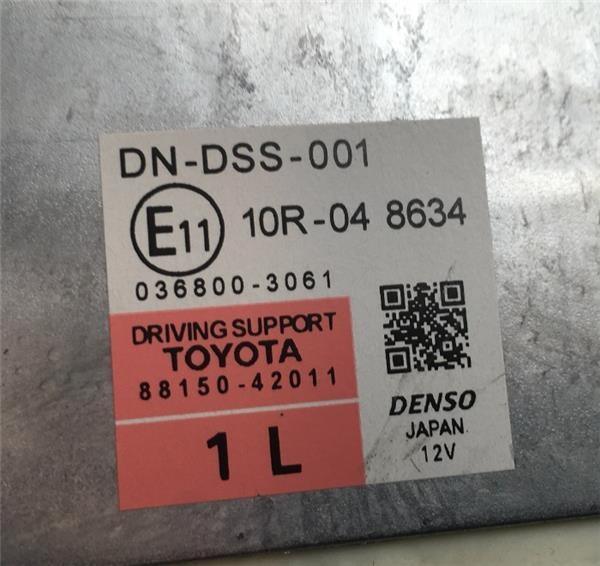 DN-DSS-001
E11 10R-04 8634
036800-3061
DRIVING SUPPORT
TOYOTA
88150-42011
1 L
DENSO
JAPAN
12V